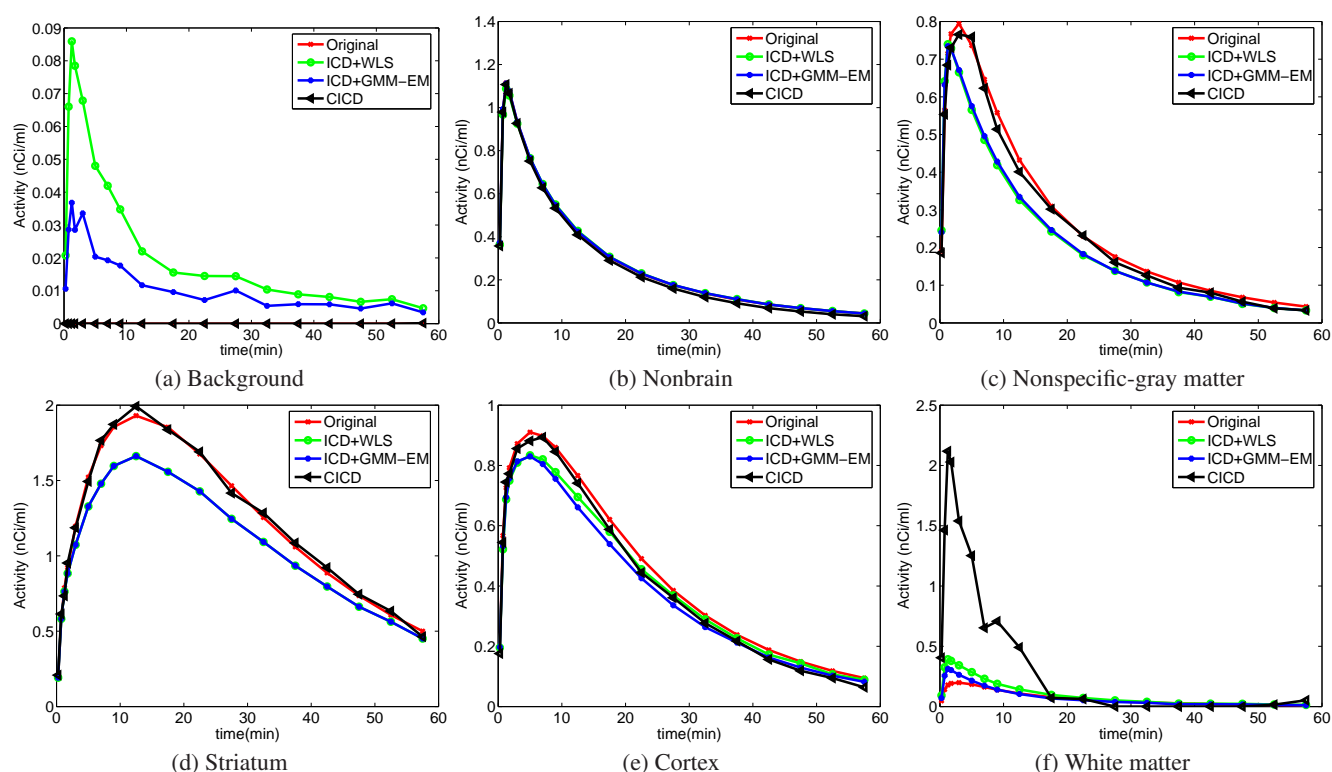 0.09
0.08
0.07
0.06
0.05
0.04
0.03
0.02
0.01
0
Activity (nCi/ml)
0 10 20 30 40 50 60
time(min)
Original
ICD+WLS
ICD+GMM−EM
CICD
(a) Background
1.4
1.2
1
0.8
0.6
0.4
0.2
0
Activity (nCi/ml)
0 10 20 30 40 50 60
time(min)
Original
ICD+WLS
ICD+GMM−EM
CICD
(b) Nonbrain
0.8
0.7
0.6
0.5
0.4
0.3
0.2
0.1
0
Activity (nCi/ml)
0 10 20 30 40 50 60
time(min)
Original
ICD+WLS
ICD+GMM−EM
CICD
(c) Nonspecific-gray matter
2
1.5
1
0.5
0
Activity (nCi/ml)
0 10 20 30 40 50 60
time(min)
Original
ICD+WLS
ICD+GMM−EM
CICD
(d) Striatum
1
0.8
0.6
0.4
0.2
0
Activity (nCi/ml)
0 10 20 30 40 50 60
time(min)
Original
ICD+WLS
ICD+GMM−EM
CICD
(e) Cortex
2.5
2
1.5
1
0.5
0
Activity (nCi/ml)
0 10 20 30 40 50 60
time(min)
Original
ICD+WLS
ICD+GMM−EM
CICD
(f) White matter